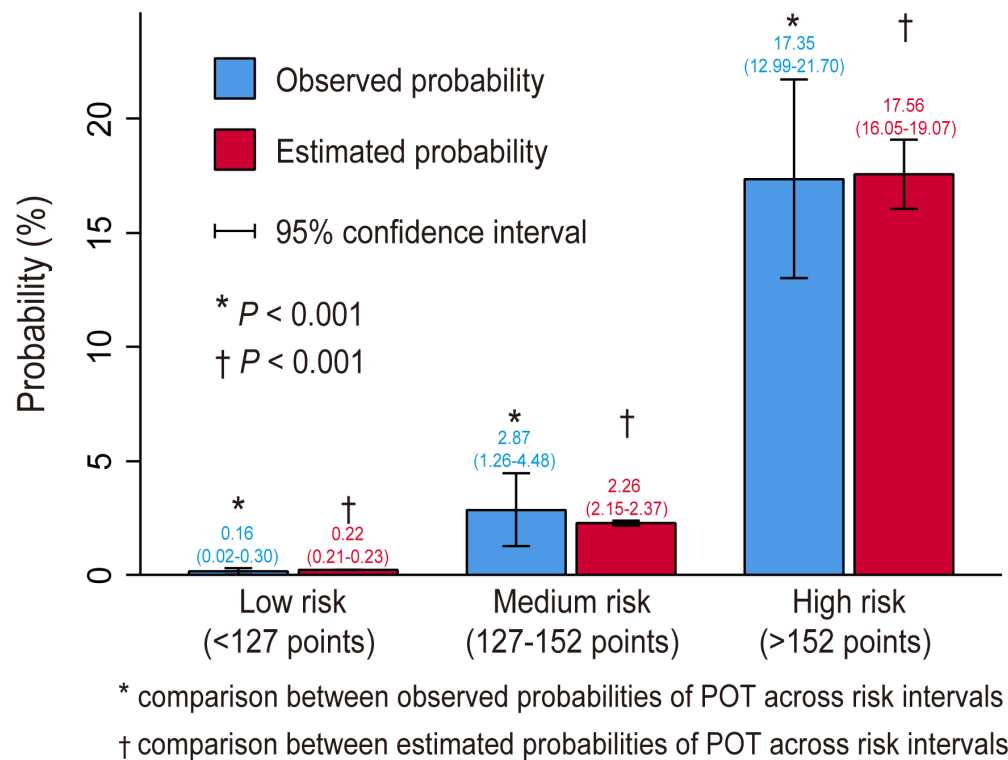 Probability (%)
20
15
10
5
0
Observed probability
Estimated probability
95% confidence interval
* P < 0.001
† P < 0.001
*
0.16
(0.02-0.30)
†
0.22
(0.21-0.23)
*
2.87
(1.26-4.48)
†
2.26
(2.15-2.37)
*
17.35
(12.99-21.70)
†
17.56
(16.05-19.07)
Low risk
(<127 points)
Medium risk
(127-152 points)
High risk
(>152 points)
* comparison between observed probabilities of POT across risk intervals
† comparison between estimated probabilities of POT across risk intervals